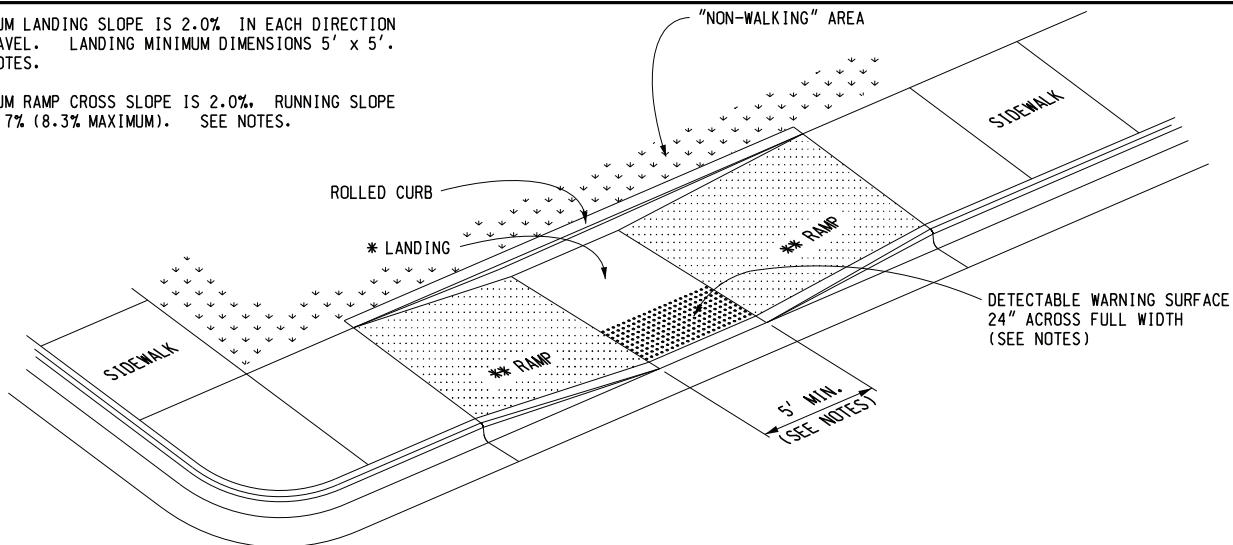 UM LANDING SLOPE IS 2.0% IN EACH DIRECTION
AVEL. LANDING MINIMUM DIMENSIONS 5' x 5'.
OTES.
UM RAMP CROSS SLOPE IS 2.0%. RUNNING SLOPE
7% (8.3% MAXIMUM). SEE NOTES.
"NON-WALKING" AREA
SIDEWALK
ROLLED CURB
* LANDING
** RAMP
DETECTABLE WARNING SURFACE
24" ACROSS FULL WIDTH
(SEE NOTES)
SIDEWALK
** RAMP
5' MIN.
(SEE NOTES)